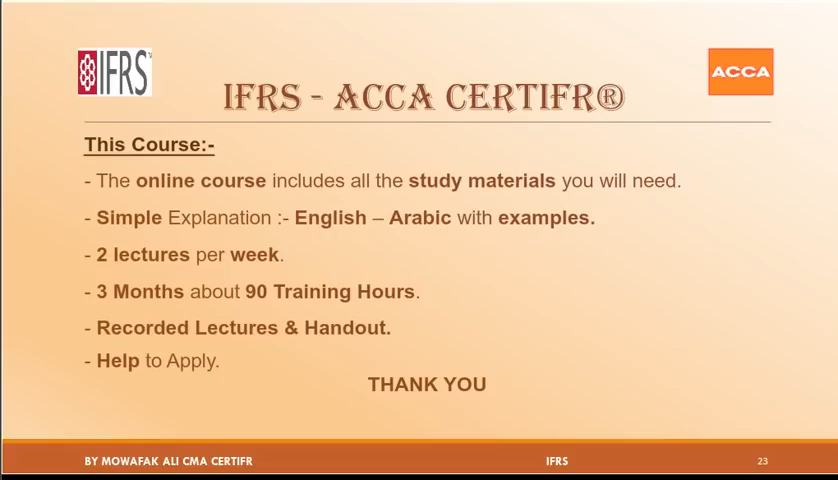 IFRS
ACCA
IFRS - ACCA CERTIFR®
This Course:-
- The online course includes all the study materials you will need.
- Simple Explanation :- English – Arabic with examples.
- 2 lectures per week.
- 3 Months about 90 Training Hours.
- Recorded Lectures & Handout.
- Help to Apply.
THANK YOU
BY MOWAFAK ALI CMA CERTIFR
IFRS
23